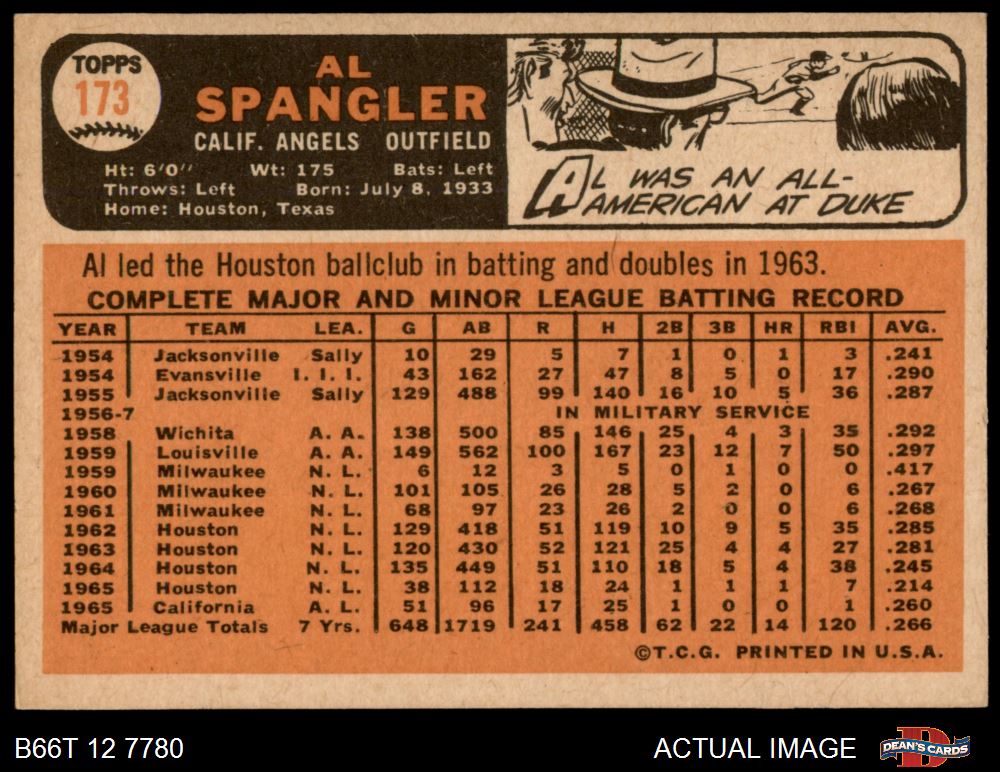 TOPPS
173
AL
SPANGLER
CALIF. ANGELS OUTFIELD
Ht: 6'0" Wt: 175 Bats: Left
Throws: Left Born: July 8, 1933
Home: Houston, Texas
AL WAS AN ALL-
AMERICAN AT DUKE
Al led the Houston ballclub in batting and doubles in 1963.
COMPLETE MAJOR AND MINOR LEAGUE BATTING RECORD
YEAR TEAM LEA. G AB R H 2B 3B HR RBI AVG.
1954 Jacksonville Sally 10 29 5 7 1 0 1 3 .241
1954 Evansville I. I. I. 43 162 27 47 8 5 0 17 .290
1955 Jacksonville Sally 129 488 99 140 16 10 5 36 .287
1956-7 IN MILITARY SERVICE
1958 Wichita A. A. 138 500 85 146 25 4 3 35 .292
1959 Louisville A. A. 149 562 100 167 23 12 7 50 .297
1959 Milwaukee N. L. 6 12 3 5 0 1 0 0 .417
1960 Milwaukee N. L. 101 105 26 28 5 2 0 6 .267
1961 Milwaukee N. L. 68 97 23 26 2 0 0 6 .268
1962 Houston N. L. 129 418 51 119 10 9 5 35 .285
1963 Houston N. L. 120 430 52 121 25 4 4 27 .281
1964 Houston N. L. 135 449 51 110 18 5 4 38 .245
1965 Houston N. L. 38 112 18 24 1 1 1 7 .214
1965 California A. L. 51 96 17 25 1 0 0 1 .260
Major League Totals 7 Yrs. 648 1719 241 458 62 22 14 120 .266
©T.C.G. PRINTED IN U.S.A.
B66T 12 7780 ACTUAL IMAGE D DEAN'S CARDS